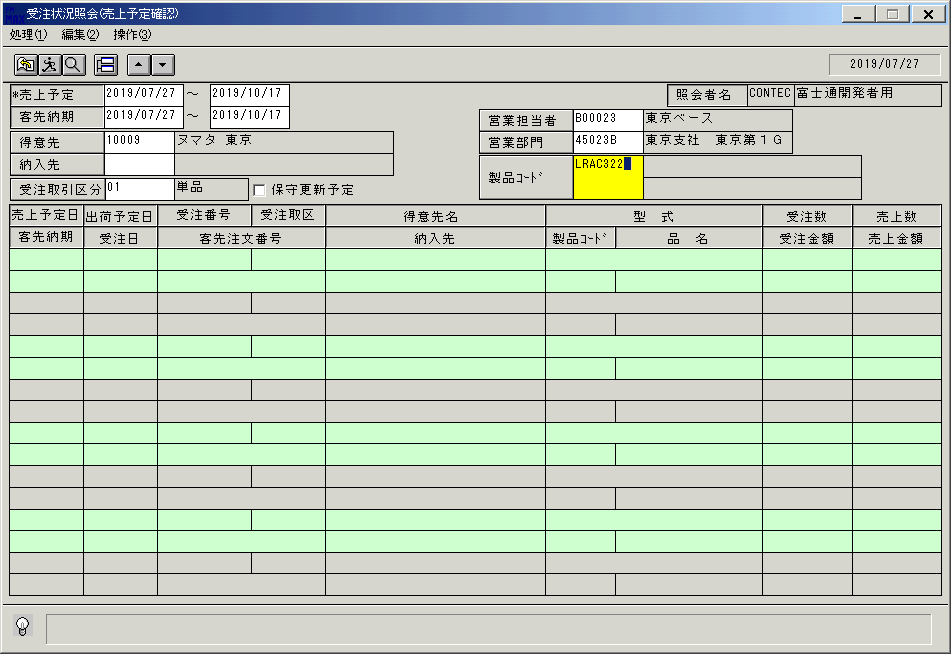 受注状況照会(売上予定確認)
処理(1) 編集(2) 操作(3)
2019/07/27
*売上予定 2019/07/27 ～ 2019/10/17
照会者名 CONTEC 富士通開発者用
客先納期 2019/07/27 ～ 2019/10/17
営業担当者 B00023 東京ベース
得意先 10009 ヌマタ 東京
営業部門 45023B 東京支社 東京第１Ｇ
納入先
製品ｺｰﾄﾞ LRAC322
受注取引区分 01 単品 保守更新予定
売上予定日 出荷予定日 受注番号 受注取区 得意先名 型 式 受注数 売上数
客先納期 受注日 客先注文番号 納入先 製品ｺｰﾄﾞ 品 名 受注金額 売上金額